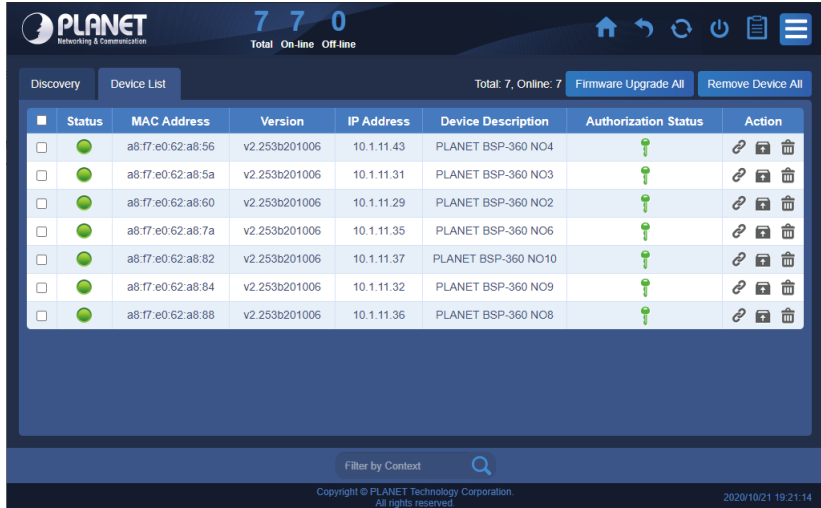 PLANET
Networking & Communication
7 7 0
Total On-line Off-line
Discovery Device List Total: 7, Online: 7 Firmware Upgrade All Remove Device All
Status MAC Address Version IP Address Device Description Authorization Status Action
a8:f7:e0:62:a8:56 v2.253b201006 10.1.11.43 PLANET BSP-360 NO4
a8:f7:e0:62:a8:5a v2.253b201006 10.1.11.31 PLANET BSP-360 NO3
a8:f7:e0:62:a8:60 v2.253b201006 10.1.11.29 PLANET BSP-360 NO2
a8:f7:e0:62:a8:7a v2.253b201006 10.1.11.35 PLANET BSP-360 NO6
a8:f7:e0:62:a8:82 v2.253b201006 10.1.11.37 PLANET BSP-360 NO10
a8:f7:e0:62:a8:84 v2.253b201006 10.1.11.32 PLANET BSP-360 NO9
a8:f7:e0:62:a8:88 v2.253b201006 10.1.11.36 PLANET BSP-360 NO8
Filter by Context
Copyright © PLANET Technology Corporation.
All rights reserved.
2020/10/21 19:21:14